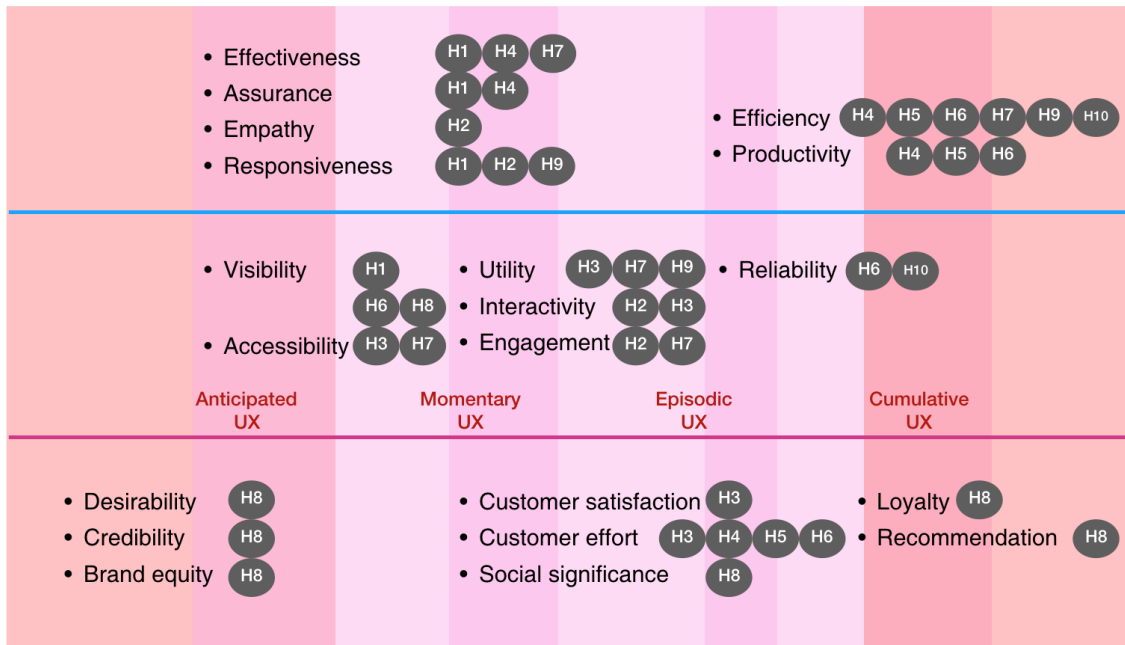 • Effectiveness H1 H4 H7
• Assurance H1 H4
• Empathy H2
• Responsiveness H1 H2 H9
• Efficiency H4 H5 H6 H7 H9 H10
• Productivity H4 H5 H6
• Visibility H1
H6 H8
• Accessibility H3 H7
• Utility H3 H7 H9
• Interactivity H2 H3
• Engagement H2 H7
• Reliability H6 H10
Anticipated
UX
Momentary
UX
Episodic
UX
Cumulative
UX
• Desirability H8
• Credibility H8
• Brand equity H8
• Customer satisfaction H3
• Customer effort H3 H4 H5 H6
• Social significance H8
• Loyalty H8
• Recommendation H8